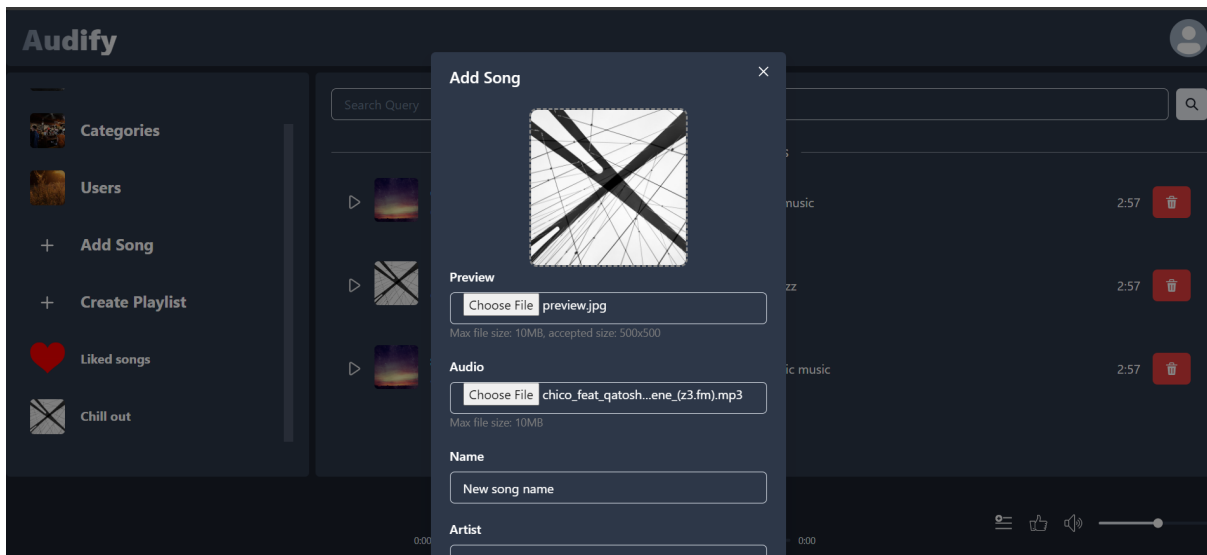 Audify
Add Song
Search Query
Categories
Users
music
2:57
Add Song
Preview
Create Playlist
Choose File preview.jpg
zz
2:57
Max file size: 10MB, accepted size: 500x500
Liked songs
Audio
ic music
2:57
Choose File chico_feat_qatosh...ene_(z3.fm).mp3
Chill out
Max file size: 10MB
Name
New song name
Artist
0:00
0:00